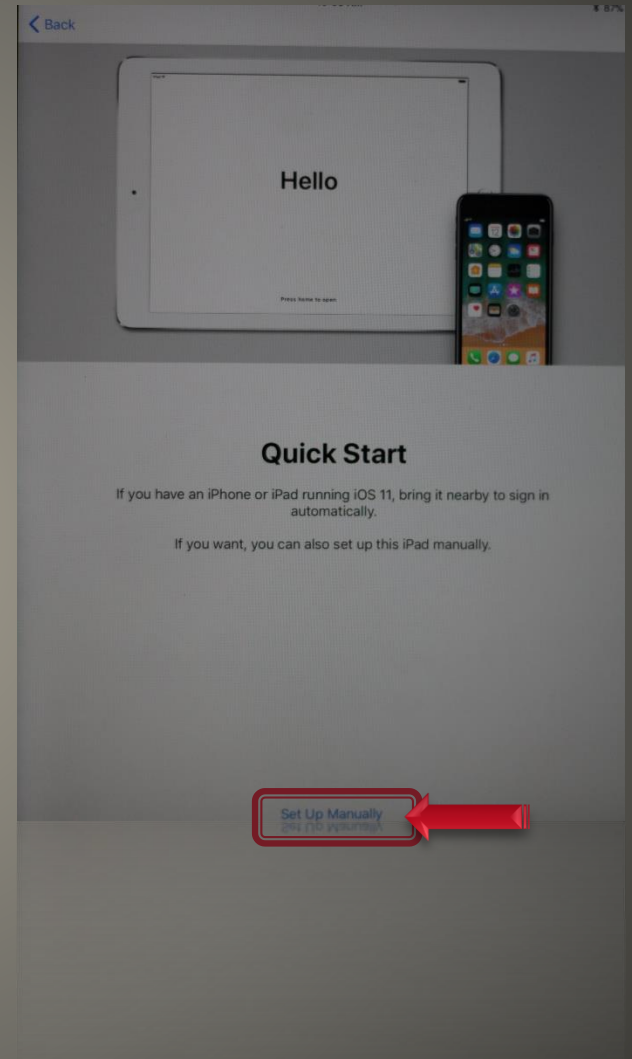 Back
87%
Hello
Press home to open
Quick Start
If you have an iPhone or iPad running iOS 11, bring it nearby to sign in
automatically.
If you want, you can also set up this iPad manually.
Set Up Manually